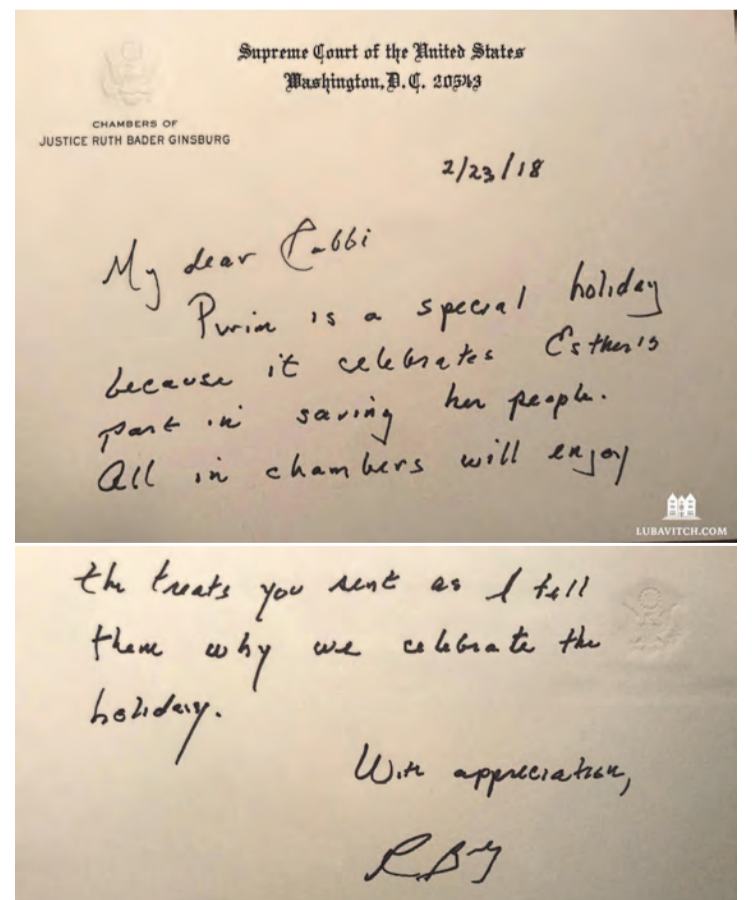 Supreme Court of the United States
Washington, D.C. 20543
CHAMBERS OF
JUSTICE RUTH BADER GINSBURG
2/23/18
My dear Rabbi
Purim is a special holiday
because it celebrates Esther's
part in saving her people.
All in chambers will enjoy
LUBAVITCH.COM
the treats you sent as I tell
them why we celebrate the
holiday.
With appreciation,
RBG